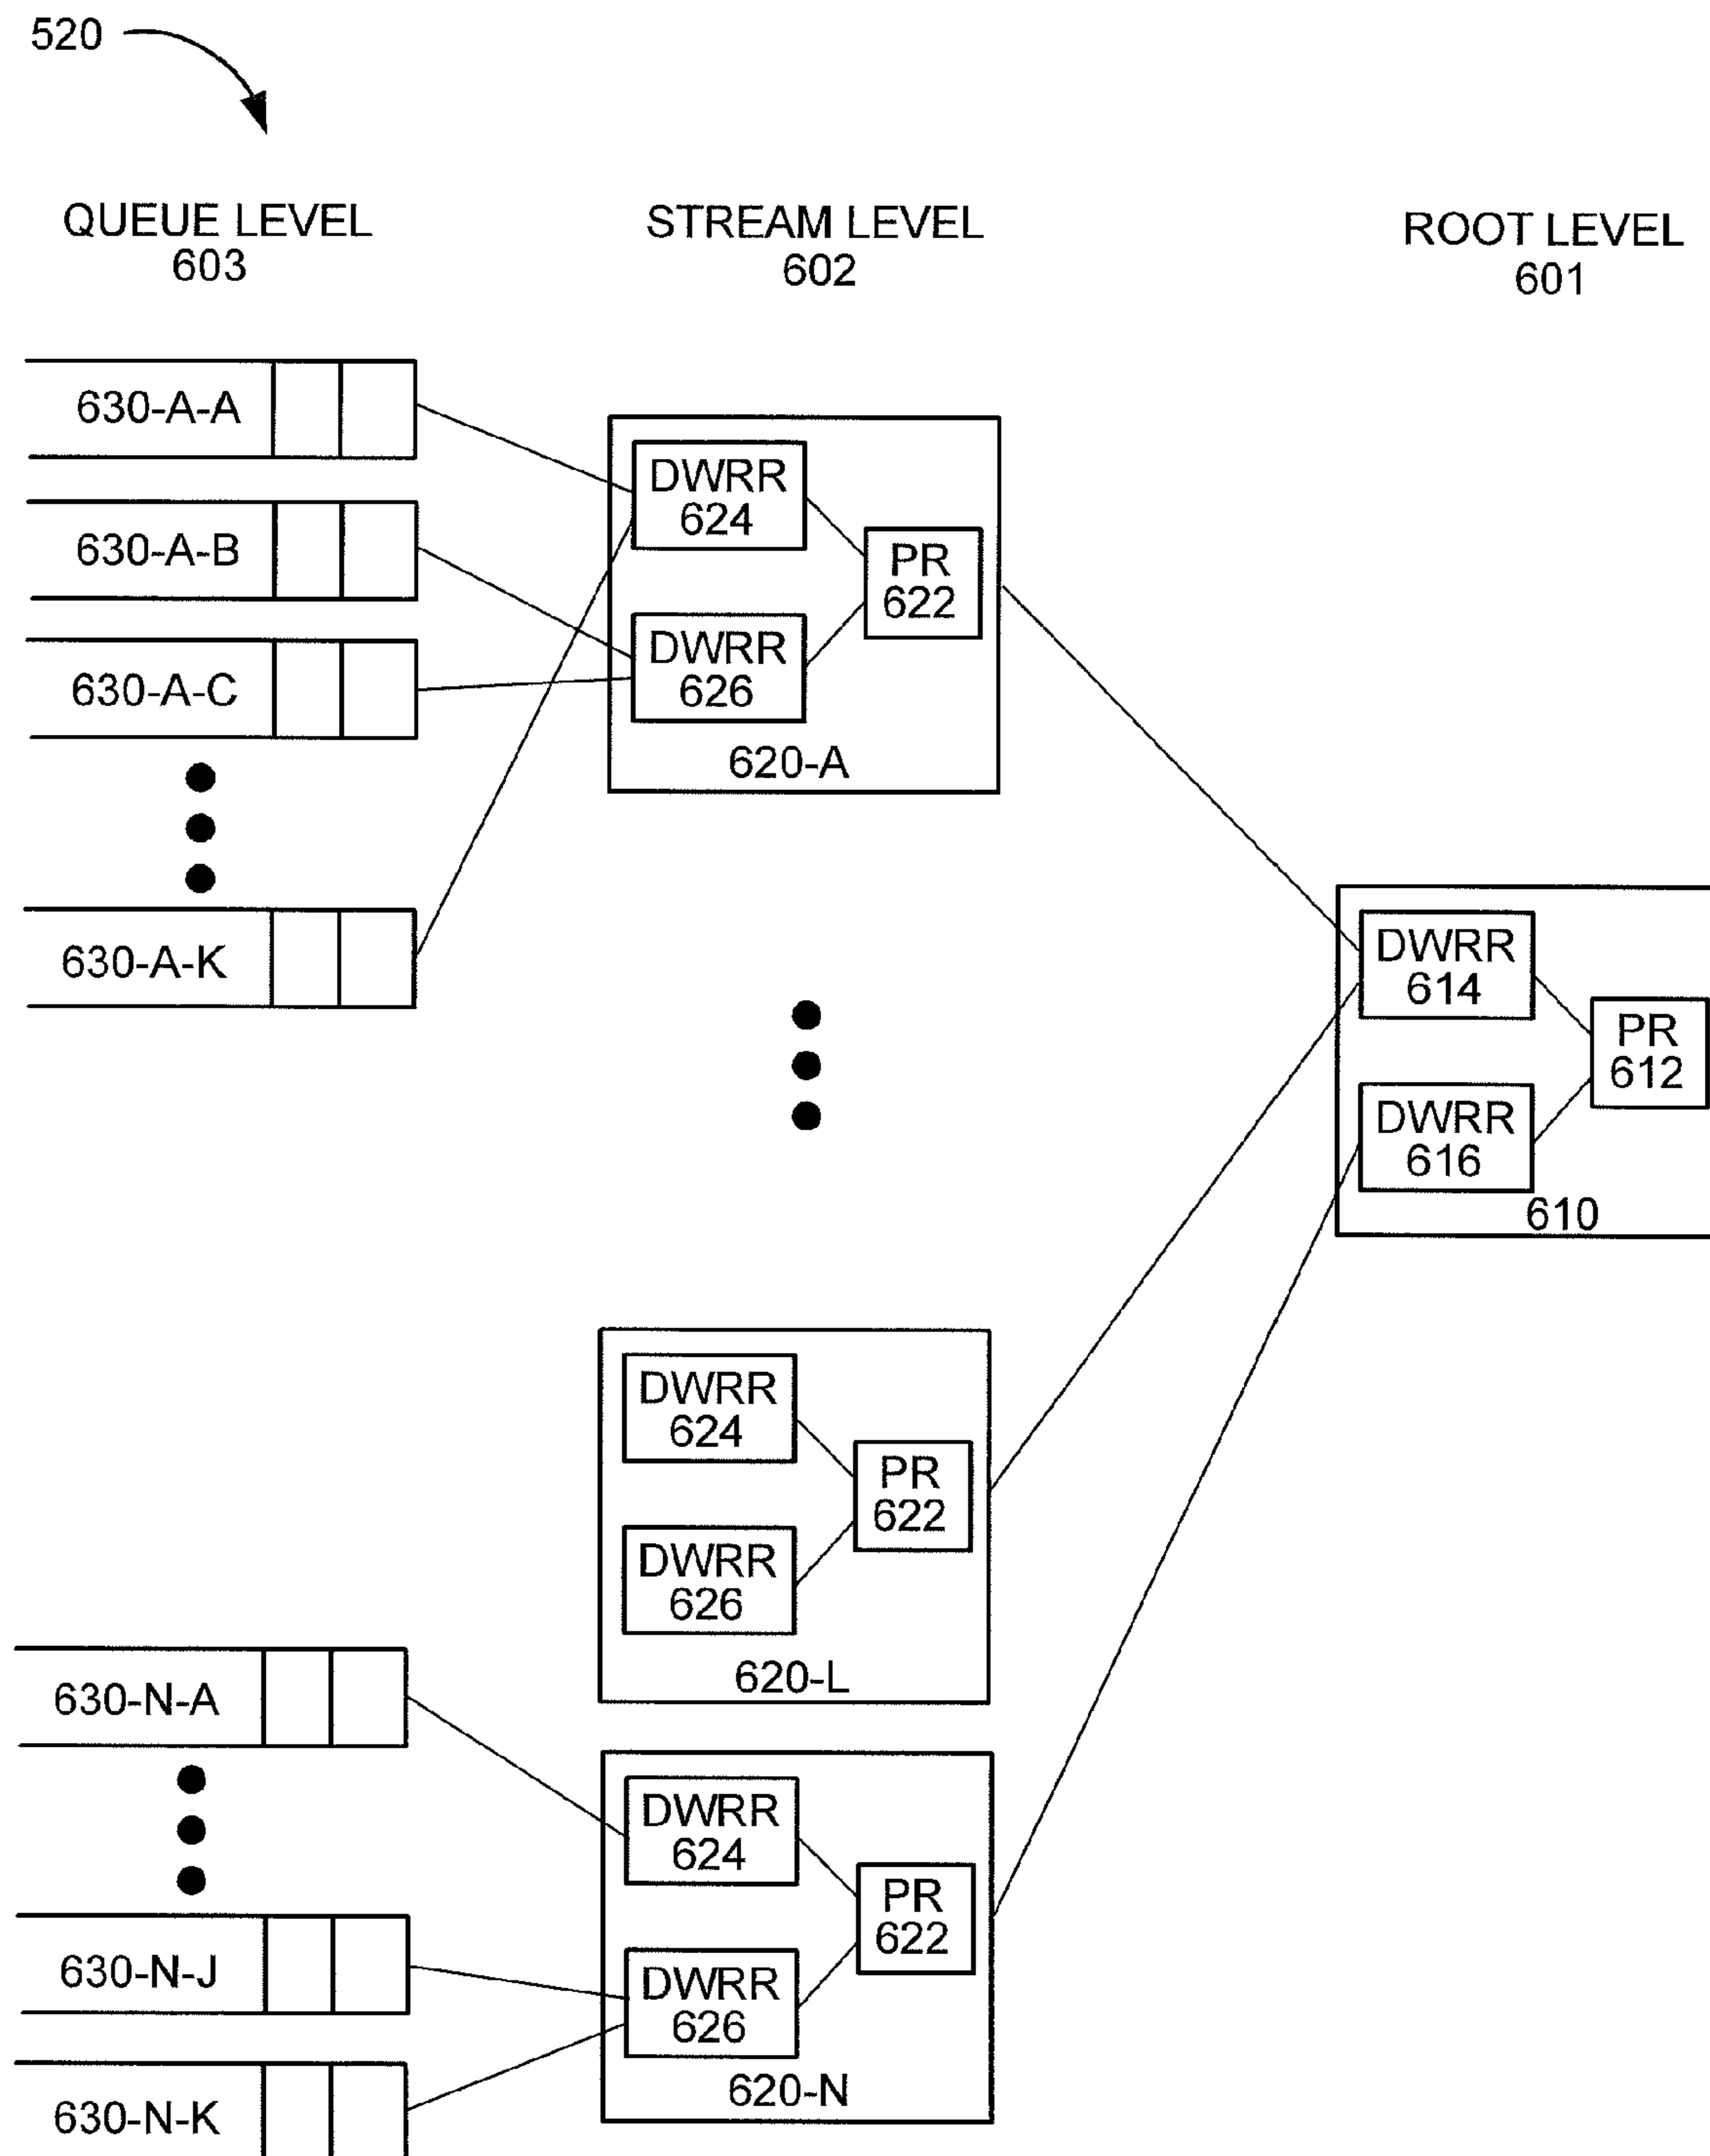 520
QUEUE LEVEL
603
STREAM LEVEL
602
ROOT LEVEL
601
630-A-A
630-A-B
630-A-C
630-A-K
DWRR
624
PR
622
DWRR
626
620-A
DWRR
614
PR
612
DWRR
616
610
DWRR
624
PR
622
DWRR
626
620-L
630-N-A
630-N-J
630-N-K
DWRR
624
PR
622
DWRR
626
620-N